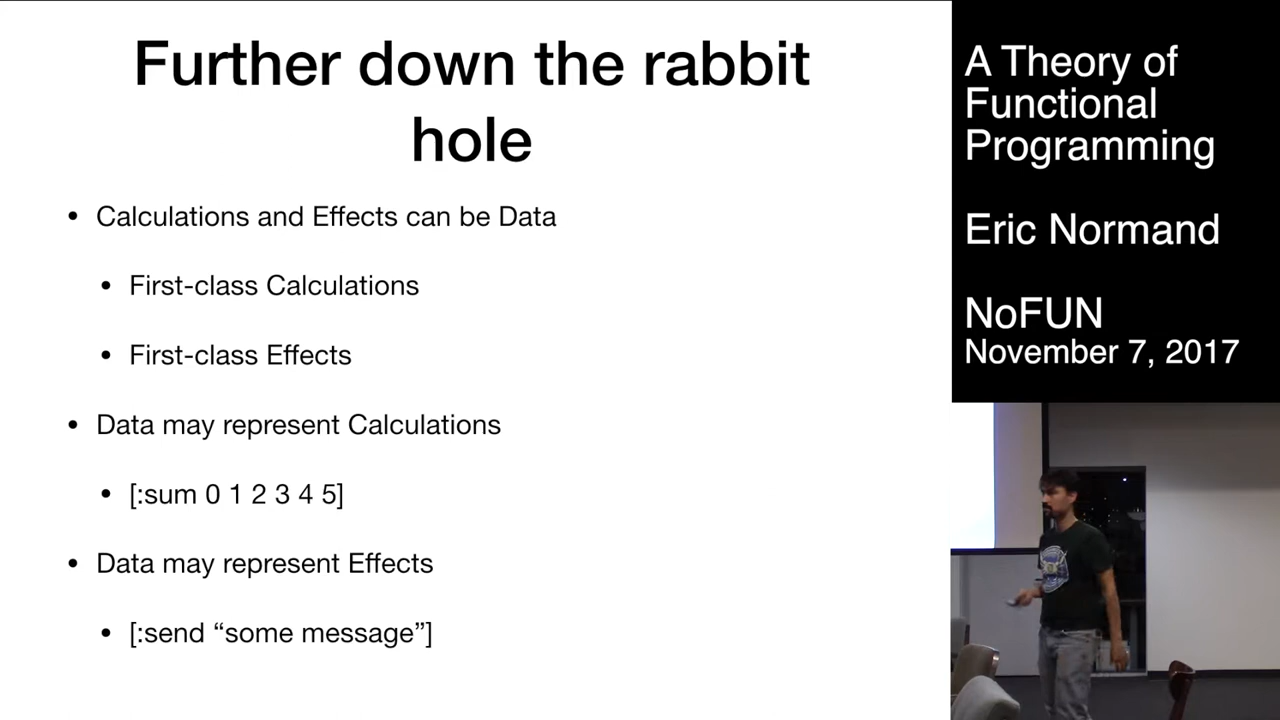 Further down the rabbit
hole
• Calculations and Effects can be Data
• First-class Calculations
• First-class Effects
• Data may represent Calculations
• [:sum 0 1 2 3 4 5]
• Data may represent Effects
• [:send “some message”]
A Theory of
Functional
Programming
Eric Normand
NoFUN
November 7, 2017